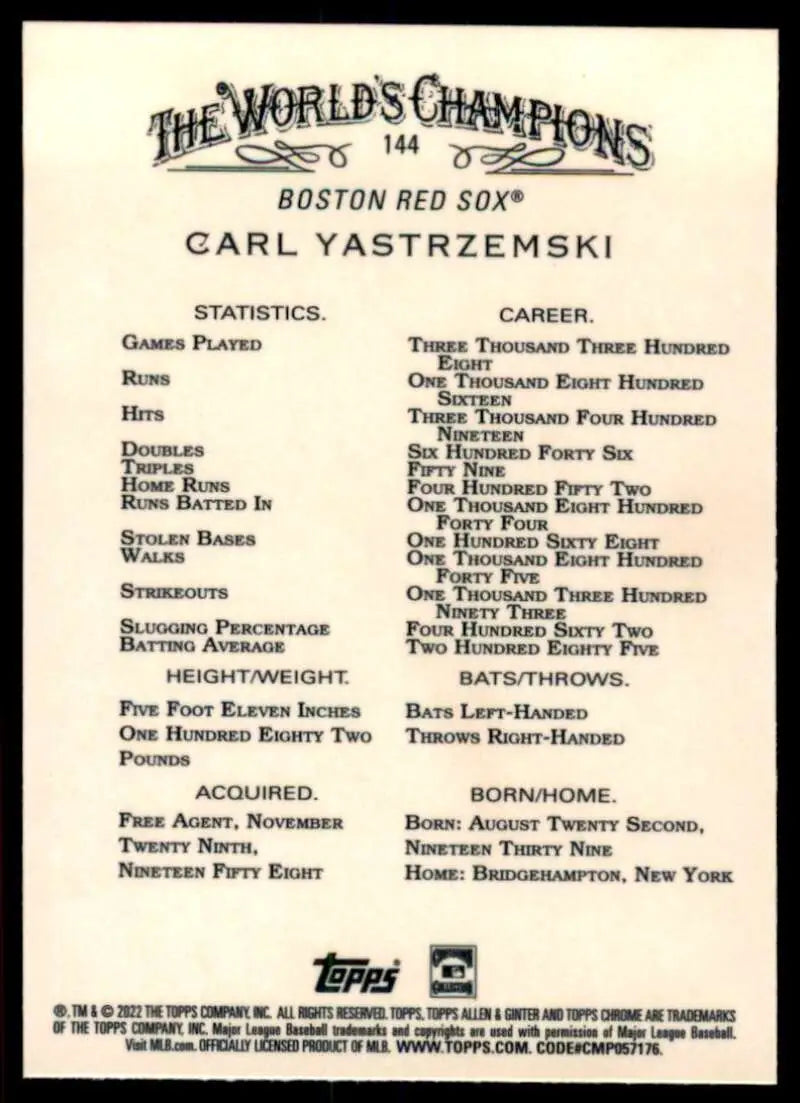 THE WORLD'S CHAMPIONS
144
BOSTON RED SOX®
CARL YASTRZEMSKI
STATISTICS. CAREER.
GAMES PLAYED THREE THOUSAND THREE HUNDRED
EIGHT
RUNS ONE THOUSAND EIGHT HUNDRED
SIXTEEN
HITS THREE THOUSAND FOUR HUNDRED
NINETEEN
DOUBLES SIX HUNDRED FORTY SIX
TRIPLES FIFTY NINE
HOME RUNS FOUR HUNDRED FIFTY TWO
RUNS BATTED IN ONE THOUSAND EIGHT HUNDRED
FORTY FOUR
STOLEN BASES ONE HUNDRED SIXTY EIGHT
WALKS ONE THOUSAND EIGHT HUNDRED
FORTY FIVE
STRIKEOUTS ONE THOUSAND THREE HUNDRED
NINETY THREE
SLUGGING PERCENTAGE FOUR HUNDRED SIXTY TWO
BATTING AVERAGE TWO HUNDRED EIGHTY FIVE
HEIGHT/WEIGHT. BATS/THROWS.
FIVE FOOT ELEVEN INCHES BATS LEFT-HANDED
ONE HUNDRED EIGHTY TWO THROWS RIGHT-HANDED
POUNDS
ACQUIRED. BORN/HOME.
FREE AGENT, NOVEMBER BORN: AUGUST TWENTY SECOND,
TWENTY NINTH, NINETEEN THIRTY NINE
NINETEEN FIFTY EIGHT HOME: BRIDGEHAMPTON, NEW YORK
Topps®
®, TM & © 2022 THE TOPPS COMPANY, INC. ALL RIGHTS RESERVED. TOPPS, TOPPS ALLEN & GINTER AND TOPPS CHROME ARE TRADEMARKS
OF THE TOPPS COMPANY, INC. Major League Baseball trademarks and copyrights are used with permission of Major League Baseball.
Visit MLB.com. OFFICIALLY LICENSED PRODUCT OF MLB. WWW.TOPPS.COM. CODE#CMP057176.